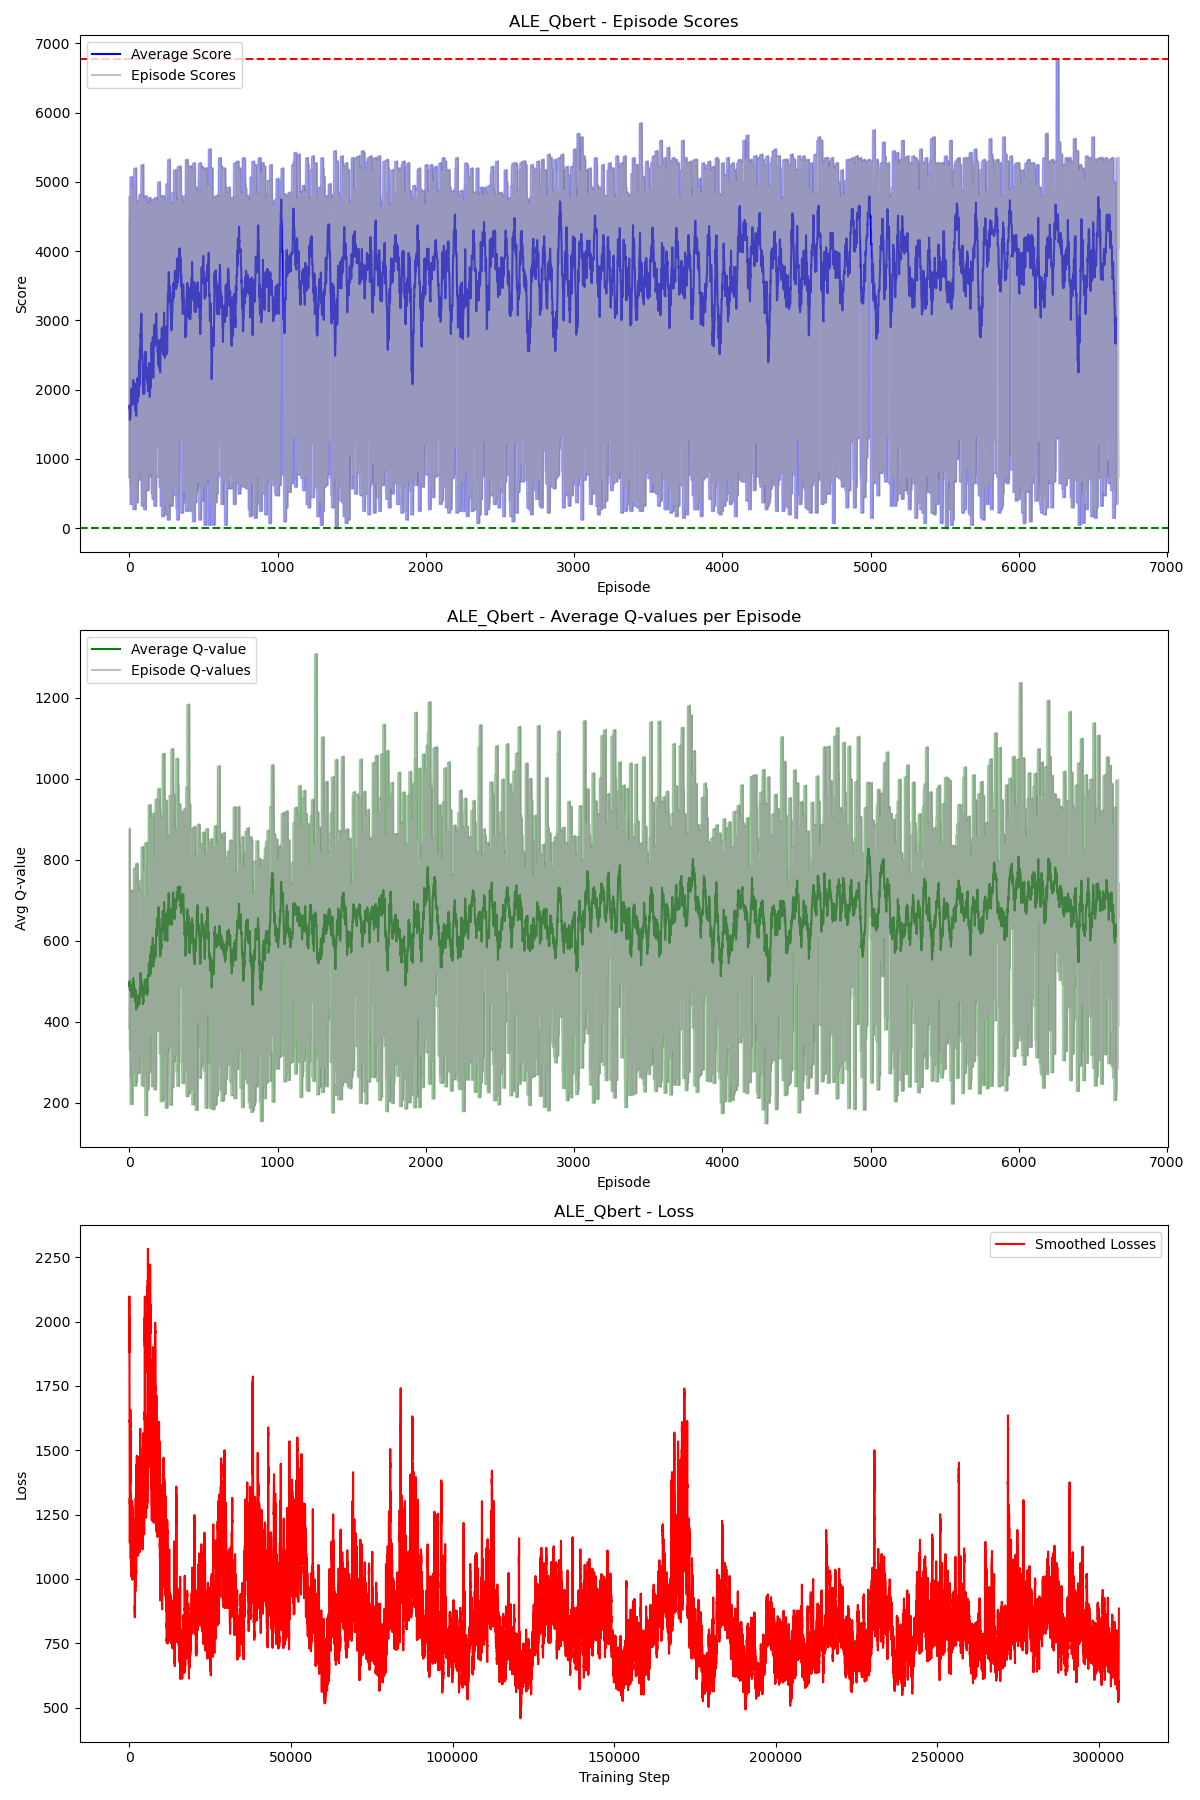 ALE_Qbert - Episode Scores
Average Score
Episode Scores
7000
6000
5000
4000
3000
2000
1000
0
Score
0 1000 2000 3000 4000 5000 6000 7000
Episode
ALE_Qbert - Average Q-values per Episode
Average Q-value
Episode Q-values
1200
1000
800
600
400
200
Avg Q-value
0 1000 2000 3000 4000 5000 6000 7000
Episode
ALE_Qbert - Loss
Smoothed Losses
2250
2000
1750
1500
1250
1000
750
500
Loss
0 50000 100000 150000 200000 250000 300000
Training Step